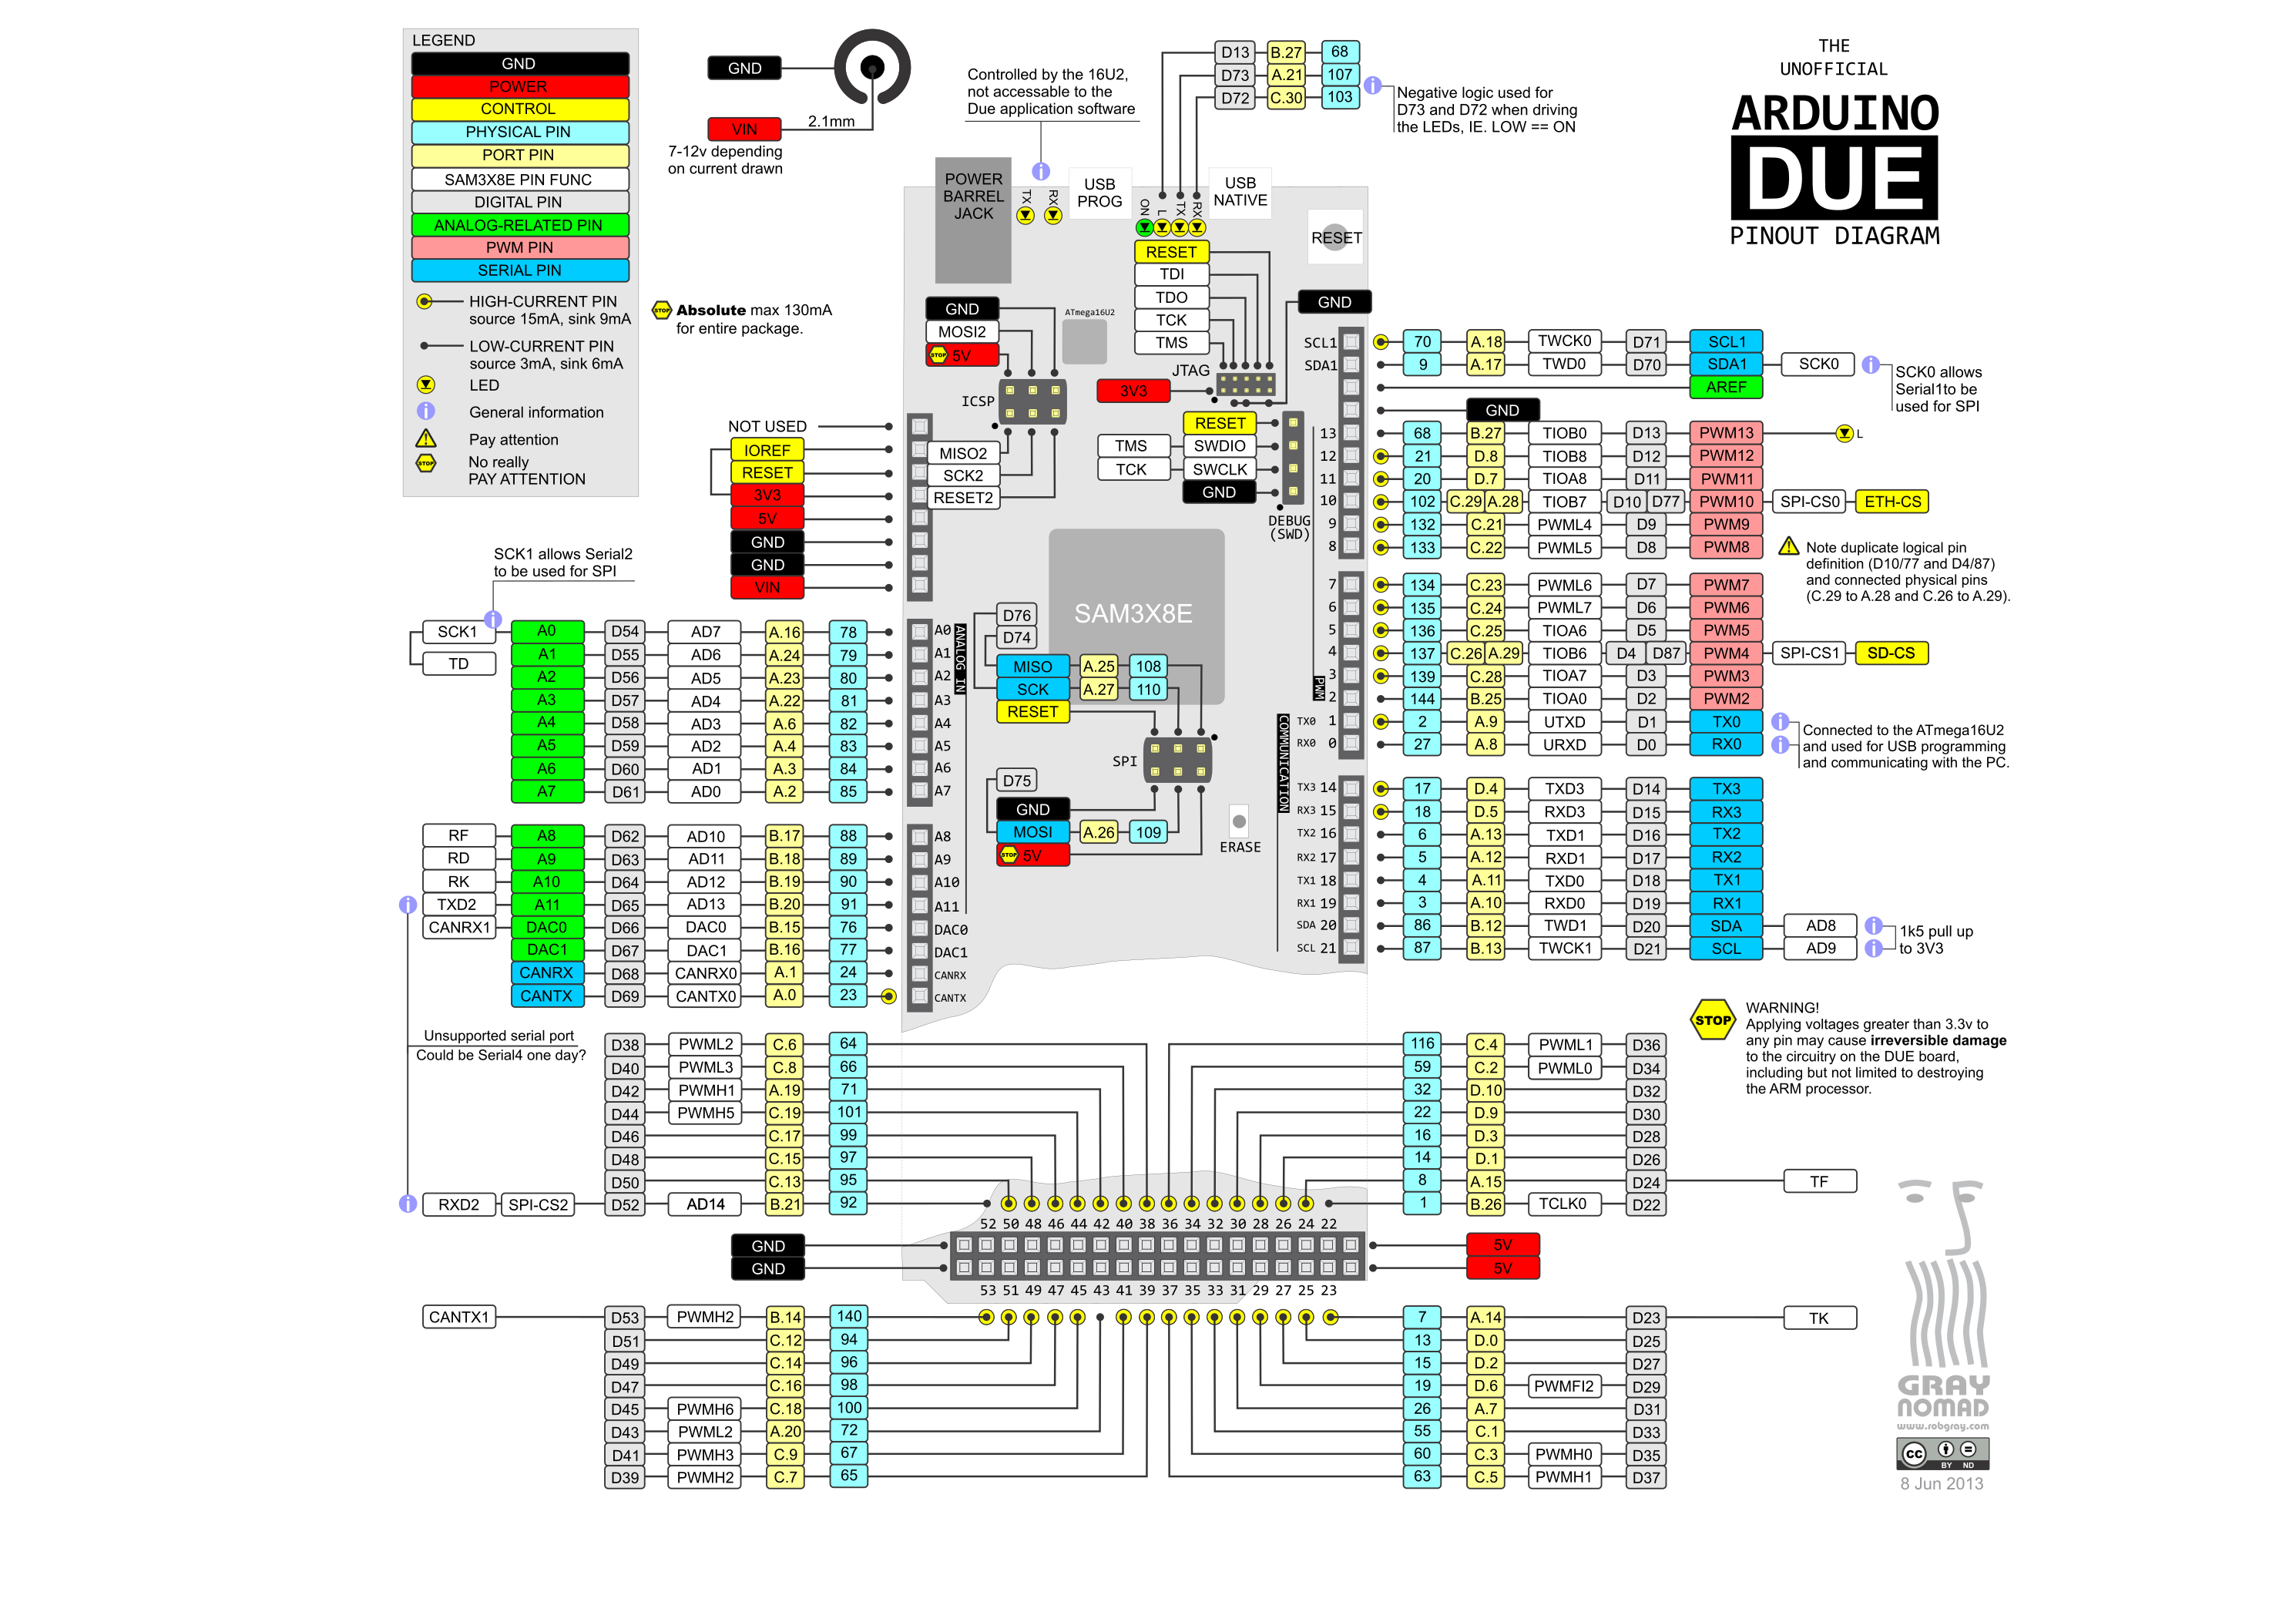 LEGEND
GND
POWER
CONTROL
PHYSICAL PIN
PORT PIN
SAM3X8E PIN FUNC
DIGITAL PIN
ANALOG-RELATED PIN
PWM PIN
SERIAL PIN
HIGH-CURRENT PIN
source 15mA, sink 9mA
LOW-CURRENT PIN
source 3mA, sink 6mA
LED
i General information
Pay attention
STOP No really
PAY ATTENTION
GND
VIN 2.1mm
7-12v depending
on current drawn
STOP Absolute max 130mA
for entire package.
Controlled by the 16U2,
not accessable to the
Due application software
i
D13 B.27 68
D73 A.21 107
D72 C.30 103
i Negative logic used for
D73 and D72 when driving
the LEDs, IE. LOW == ON
THE
UNOFFICIAL
ARDUINO
DUE
PINOUT DIAGRAM
POWER
BARREL
JACK
TX
RX
USB
PROG
ON
L
TX
RX
USB
NATIVE
RESET
RESET
TDI
TDO
TCK
TMS
JTAG
3V3
GND
GND
MOSI2
STOP 5V
ATmega16U2
ICSP
MISO2
SCK2
RESET2
RESET
TMS SWDIO
TCK SWCLK
GND
DEBUG
(SWD)
NOT USED
IOREF
RESET
3V3
5V
GND
GND
VIN
SCK1 allows Serial2
to be used for SPI
i
SCK1 A0 D54 AD7 A.16 78 A0
TD A1 D55 AD6 A.24 79 A1
A2 D56 AD5 A.23 80 A2
A3 D57 AD4 A.22 81 A3
A4 D58 AD3 A.6 82 A4
A5 D59 AD2 A.4 83 A5
A6 D60 AD1 A.3 84 A6
A7 D61 AD0 A.2 85 A7
ANALOG IN
RF A8 D62 AD10 B.17 88 A8
RD A9 D63 AD11 B.18 89 A9
RK A10 D64 AD12 B.19 90 A10
i TXD2 A11 D65 AD13 B.20 91 A11
CANRX1 DAC0 D66 DAC0 B.15 76 DAC0
DAC1 D67 DAC1 B.16 77 DAC1
CANRX D68 CANRX0 A.1 24 CANRX
CANTX D69 CANTX0 A.0 23 CANTX
SAM3X8E
D76
D74
MISO A.25 108
SCK A.27 110
RESET
SPI
D75
GND
MOSI A.26 109
STOP 5V
ERASE
SCL1 70 A.18 TWCK0 D71 SCL1
SDA1 9 A.17 TWD0 D70 SDA1 SCK0 i
AREF
GND
SCK0 allows
Serial1to be
used for SPI
13 68 B.27 TIOB0 D13 PWM13 L
12 21 D.8 TIOB8 D12 PWM12
11 20 D.7 TIOA8 D11 PWM11
10 102 C.29 A.28 TIOB7 D10 D77 PWM10 SPI-CS0 ETH-CS
9 132 C.21 PWML4 D9 PWM9
8 133 C.22 PWML5 D8 PWM8
Note duplicate logical pin
definition (D10/77 and D4/87)
and connected physical pins
(C.29 to A.28 and C.26 to A.29).
7 134 C.23 PWML6 D7 PWM7
6 135 C.24 PWML7 D6 PWM6
5 136 C.25 TIOA6 D5 PWM5
4 137 C.26 A.29 TIOB6 D4 D87 PWM4 SPI-CS1 SD-CS
3 139 C.28 TIOA7 D3 PWM3
2 144 B.25 TIOA0 D2 PWM2
PWM
TX0 1 2 A.9 UTXD D1 TX0 i
RX0 0 27 A.8 URXD D0 RX0 i
Connected to the ATmega16U2
and used for USB programming
and communicating with the PC.
COMMUNICATION
TX3 14 17 D.4 TXD3 D14 TX3
RX3 15 18 D.5 RXD3 D15 RX3
TX2 16 6 A.13 TXD1 D16 TX2
RX2 17 5 A.12 RXD1 D17 RX2
TX1 18 4 A.11 TXD0 D18 TX1
RX1 19 3 A.10 RXD0 D19 RX1
SDA 20 86 B.12 TWD1 D20 SDA AD8 i
SCL 21 87 B.13 TWCK1 D21 SCL AD9 i
1k5 pull up
to 3V3
STOP WARNING!
Applying voltages greater than 3.3v to
any pin may cause irreversible damage
to the circuitry on the DUE board,
including but not limited to destroying
the ARM processor.
Unsupported serial port
Could be Serial4 one day?
D38 PWML2 C.6 64
D40 PWML3 C.8 66
D42 PWMH1 A.19 71
D44 PWMH5 C.19 101
D46 C.17 99
D48 C.15 97
D50 C.13 95
i RXD2 SPI-CS2 D52 AD14 B.21 92
116 C.4 PWML1 D36
59 C.2 PWML0 D34
32 D.10 D32
22 D.9 D30
16 D.3 D28
14 D.1 D26
8 A.15 D24 TF
1 B.26 TCLK0 D22
52 50 48 46 44 42 40 38 36 34 32 30 28 26 24 22
GND 5V
GND 5V
53 51 49 47 45 43 41 39 37 35 33 31 29 27 25 23
CANTX1 D53 PWMH2 B.14 140
D51 C.12 94
D49 C.14 96
D47 C.16 98
D45 PWMH6 C.18 100
D43 PWML2 A.20 72
D41 PWMH3 C.9 67
D39 PWMH2 C.7 65
7 A.14 D23 TK
13 D.0 D25
15 D.2 D27
19 D.6 PWMFI2 D29
26 A.7 D31
55 C.1 D33
60 C.3 PWMH0 D35
63 C.5 PWMH1 D37
GRAY
NOMAD
www.robgray.com
cc BY ND
8 Jun 2013